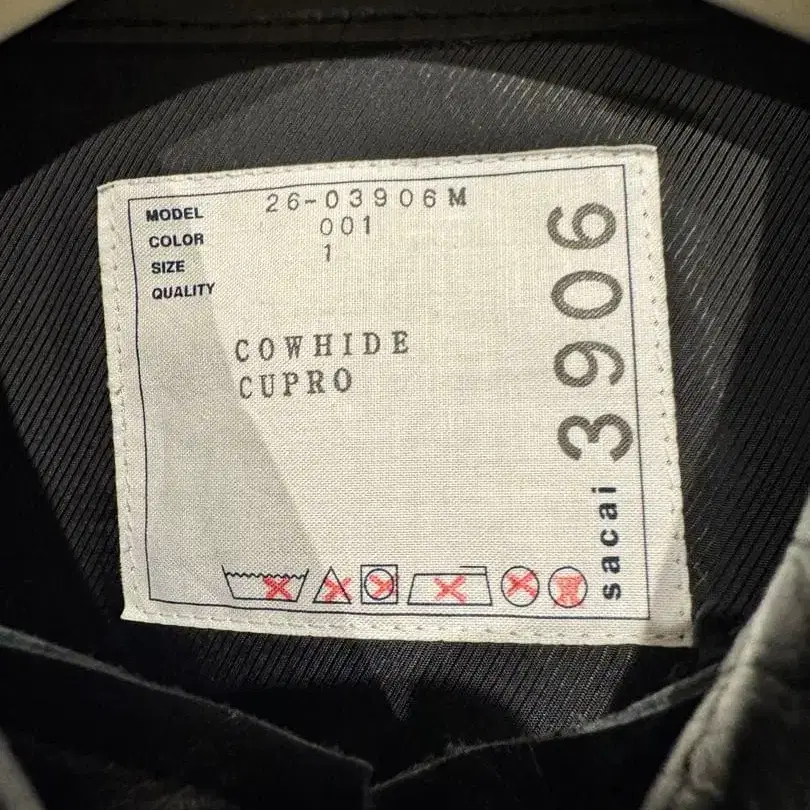 MODEL 26-03906M
COLOR 001
SIZE 1
QUALITY
COWHIDE
CUPRO
sacai 3906